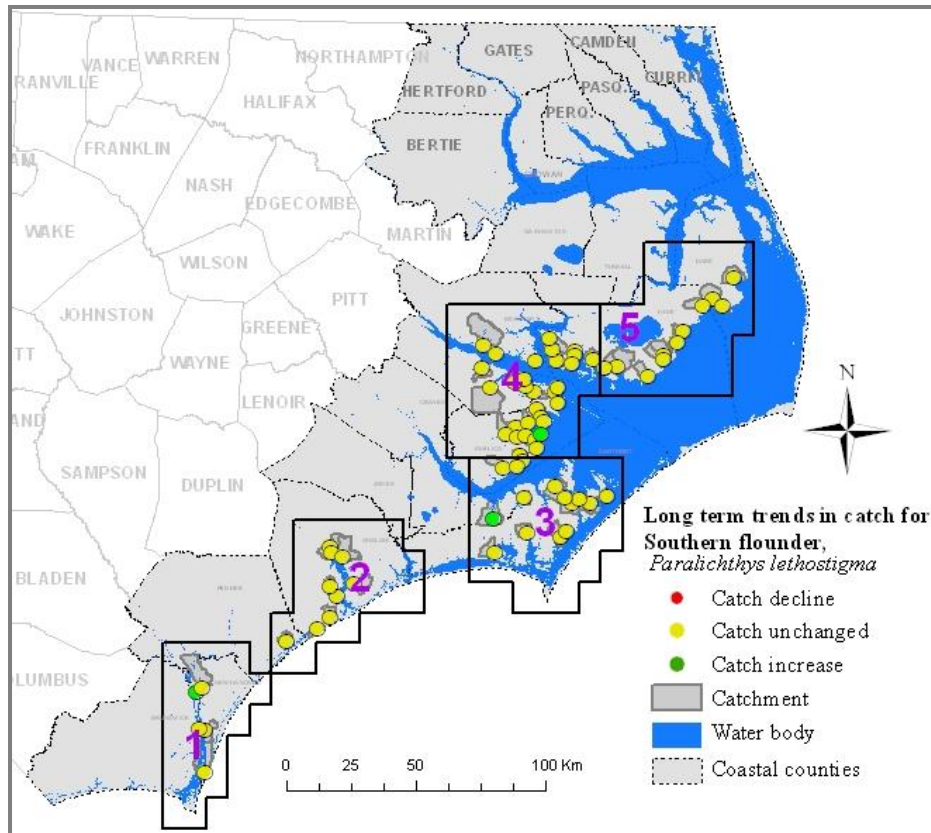 CAMDEN
GATES
NORTHAMPTON
WARREN
VANCE
RANVILLE
CURRI
PASQ.
HERTFORD
HALIFAX
PERQ.
BERTIE
FRANKLIN
NASH
EDGECOMBE
MARTIN
WAKE
WILSON
PITT
JOHNSTON
GREENE
5
WAYNE
4
LENOIR
N
SAMPSON
DUPLIN
3
BLADEN
2
OLUMBUS
1
Long term trends in catch for
Southern flounder,
Paralichthys lethostigma
Catch decline
Catch unchanged
Catch increase
Catchment
Water body
Coastal counties
0 25 50 100 Km